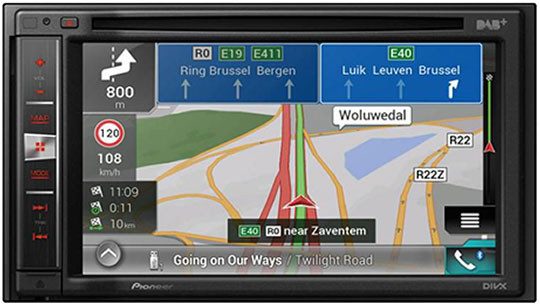 DAB+
R0 E19 E411
Ring Brussel Bergen
E40
Luik Leuven Brussel
800
m
Woluwedal
VOL
MAP
120
108
km/h
R22
R22Z
MODE
11:09
0:11
10 km
TRK
E40 R0 near Zaventem
Going on Our Ways / Twilight Road
Pioneer
DIVX